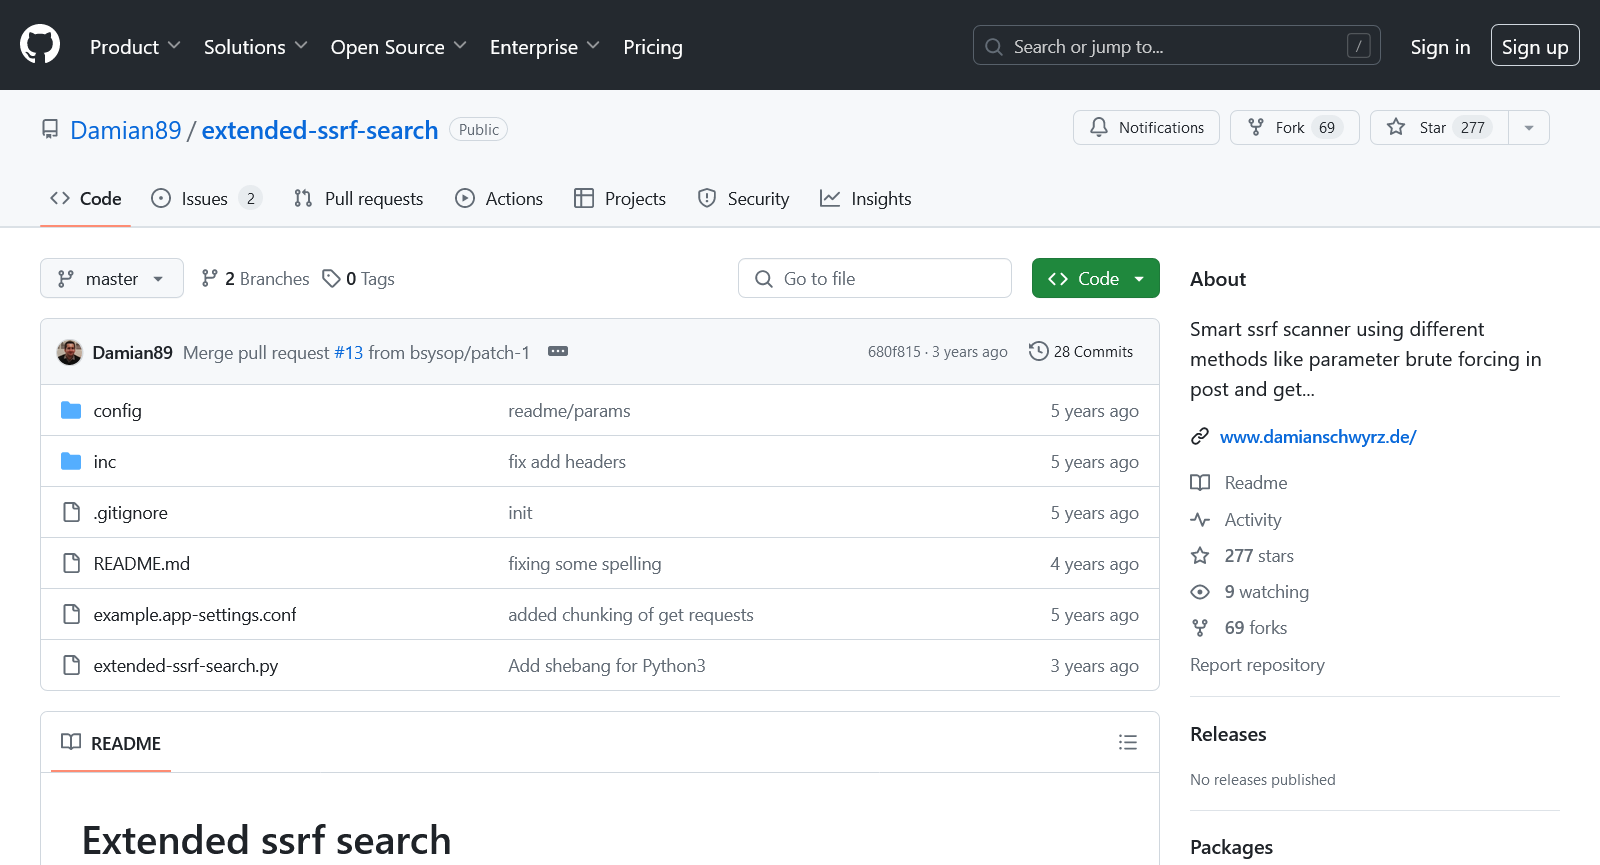 Product Solutions Open Source Enterprise Pricing Search or jump to... / Sign in Sign up
Damian89 / extended-ssrf-search Public Notifications Fork 69 Star 277
Code Issues 2 Pull requests Actions Projects Security Insights
master 2 Branches 0 Tags Go to file Code
Damian89 Merge pull request #13 from bsysop/patch-1 680f815 · 3 years ago 28 Commits
config readme/params 5 years ago
inc fix add headers 5 years ago
.gitignore init 5 years ago
README.md fixing some spelling 4 years ago
example.app-settings.conf added chunking of get requests 5 years ago
extended-ssrf-search.py Add shebang for Python3 3 years ago
README
Extended ssrf search
About
Smart ssrf scanner using different
methods like parameter brute forcing in
post and get...
www.damianschwyrz.de/
Readme
Activity
277 stars
9 watching
69 forks
Report repository
Releases
No releases published
Packages